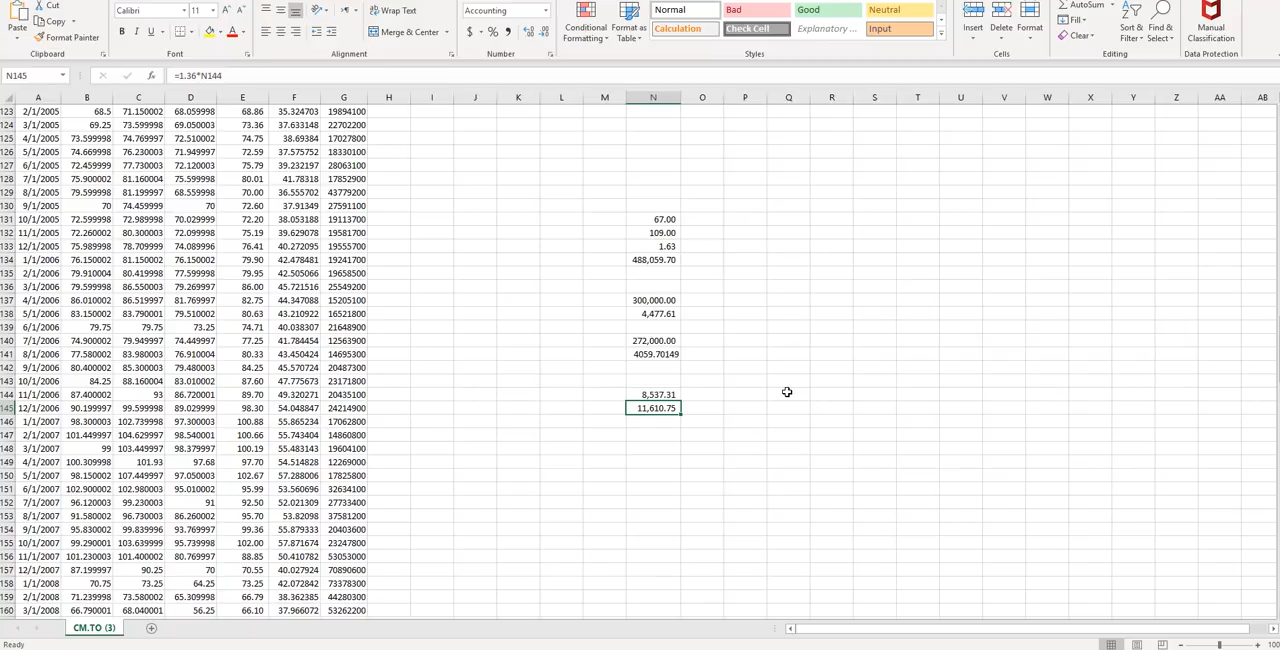 Cut Calibri 11 A A Wrap Text Accounting Normal Bad Good Neutral AutoSum
Paste Copy Format Painter B I U A Merge & Center $ % , Conditional Formatting Format as Table Calculation Check Cell Explanatory ... Input Insert Delete Format Fill Clear Sort & Filter Find & Select Manual Classification
Clipboard Font Alignment Number Styles Cells Editing Data Protection
N145 fx =1.36*N144
A B C D E F G H I J K L M N O P Q R S T U V W X Y Z AA AB
123 2/1/2005 68.5 71.150002 68.059998 68.86 35.324703 19894100
124 3/1/2005 69.25 73.599998 69.050003 73.36 37.633148 22702200
125 4/1/2005 73.599998 74.769997 72.510002 74.75 38.69384 17027800
126 5/1/2005 74.669998 76.230003 71.949997 72.59 37.575752 18330100
127 6/1/2005 72.459999 77.730003 72.120003 75.79 39.232197 28063100
128 7/1/2005 75.900002 81.160004 75.599998 80.01 41.78318 17852900
129 8/1/2005 79.599998 81.199997 68.559998 70.00 36.555702 43779200
130 9/1/2005 70 74.459999 70 72.60 37.91349 27591100
131 10/1/2005 72.599998 72.989998 70.029999 72.20 38.053188 19113700 67.00
132 11/1/2005 72.260002 80.300003 72.110001 78.09 39.629078 19581700 109.00
133 12/1/2005 75.989998 78.709999 74.089996 76.41 40.272095 19555700 1.63
134 1/1/2006 76.150002 81.150002 76.150002 79.90 42.478481 19241700 488,059.70
135 2/1/2006 79.910004 80.419998 77.599998 79.95 42.505066 19658500
136 3/1/2006 79.599998 86.550003 79.269997 86.00 45.721516 25549200
137 4/1/2006 86.010002 86.519997 81.769997 82.75 44.347088 15205100 300,000.00
138 5/1/2006 83.150002 83.790001 79.510002 80.63 43.210922 16521800 4,477.61
139 6/1/2006 79.75 79.75 73.25 74.71 40.038307 21648900
140 7/1/2006 74.900002 79.949997 74.449997 77.25 41.784454 12563900 272,000.00
141 8/1/2006 77.580002 83.980003 76.910004 80.33 43.450424 14695300 4059.70149
142 9/1/2006 80.400002 85.300003 79.480003 84.25 45.570724 20487300
143 10/1/2006 84.25 88.160004 83.010002 87.60 47.775673 23171800
144 11/1/2006 87.400002 93 86.720001 89.70 49.320271 20435100 8,537.31
145 12/1/2006 90.199997 99.599998 89.029999 98.30 54.048847 24214900 11,610.75
146 1/1/2007 98.300003 102.739998 97.300003 100.88 55.865234 17062800
147 2/1/2007 101.449997 104.629997 98.540001 100.66 55.743404 14860800
148 3/1/2007 99 103.449997 98.379997 100.19 55.483143 19604100
149 4/1/2007 100.309998 101.93 97.68 97.70 54.514828 12269000
150 5/1/2007 98.150002 107.449997 97.050003 102.67 57.288006 17825800
151 6/1/2007 102.900002 102.980003 95.010002 95.99 53.560696 32634100
152 7/1/2007 96.120003 99.230003 91 92.50 52.021309 27733400
153 8/1/2007 91.580002 96.730003 86.260002 95.70 53.82098 37581200
154 9/1/2007 95.830002 99.839996 93.769997 99.36 55.879333 20403600
155 10/1/2007 99.290001 103.639999 95.739998 102.00 57.871674 23247800
156 11/1/2007 101.230003 101.400002 80.769997 88.85 50.410782 53053000
157 12/1/2007 87.199997 90.25 70 70.55 40.027702 70890600
158 1/1/2008 70.75 73.25 64.25 73.25 42.072842 73378300
159 2/1/2008 71.239998 73.580002 65.309998 66.79 38.362385 44280300
160 3/1/2008 66.790001 68.040001 56.25 66.10 37.966072 53262200
CM.TO (3)
Ready 100